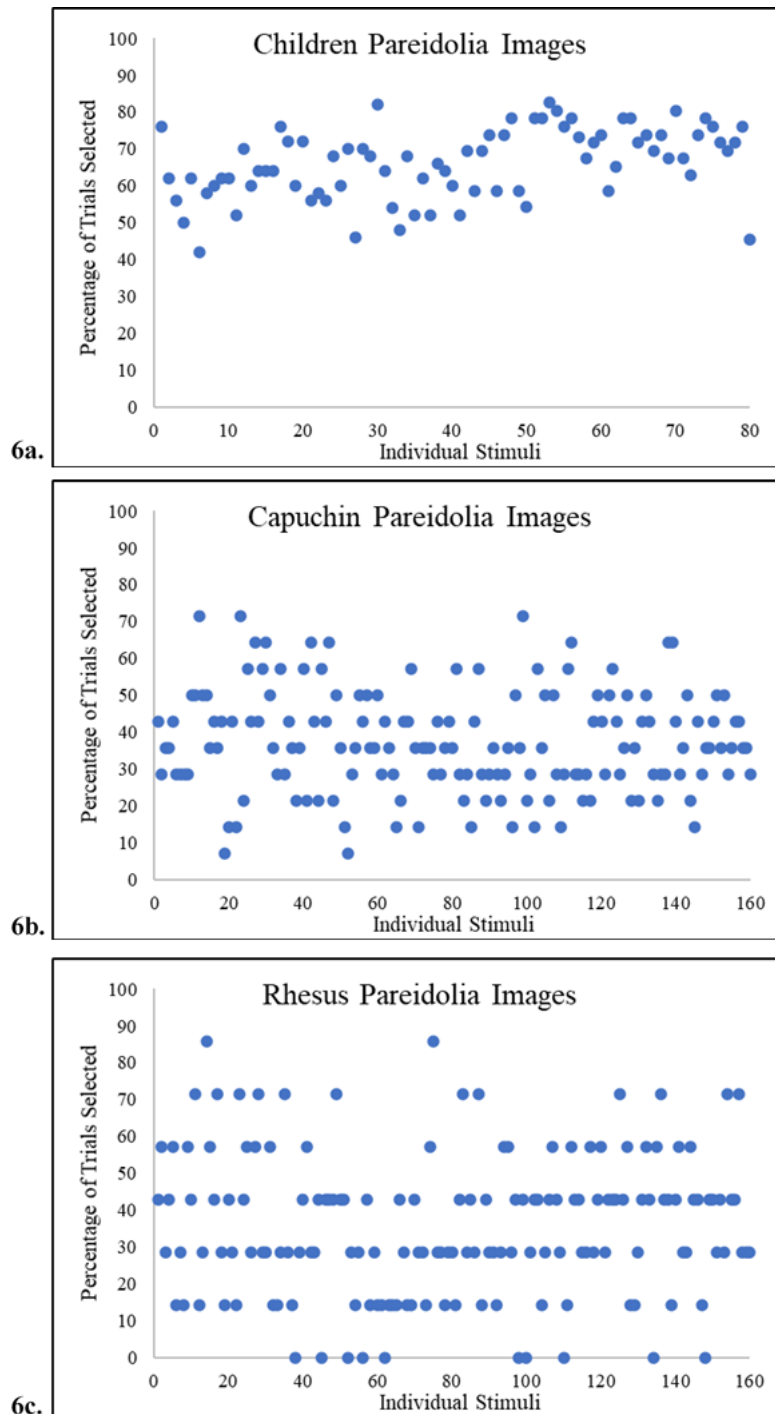 Children Pareidolia Images
Percentage of Trials Selected
100
90
80
70
60
50
40
30
20
10
0
0 10 20 30 40 50 60 70 80
Individual Stimuli
6a.
Capuchin Pareidolia Images
Percentage of Trials Selected
100
90
80
70
60
50
40
30
20
10
0
0 20 40 60 80 100 120 140 160
Individual Stimuli
6b.
Rhesus Pareidolia Images
Percentage of Trials Selected
100
90
80
70
60
50
40
30
20
10
0
0 20 40 60 80 100 120 140 160
Individual Stimuli
6c.